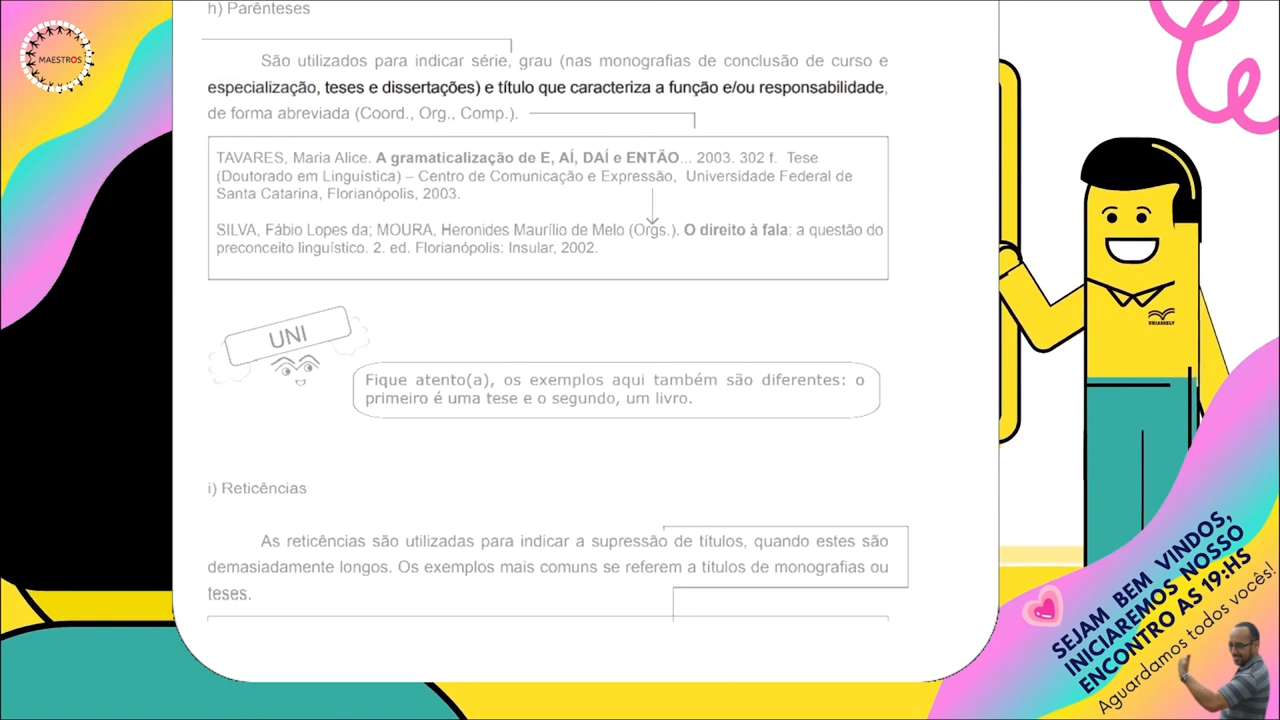 MAESTROS
h) Parênteses
São utilizados para indicar série, grau (nas monografias de conclusão de curso e
especialização, teses e dissertações) e título que caracteriza a função e/ou responsabilidade,
de forma abreviada (Coord., Org., Comp.).
TAVARES, Maria Alice. A gramaticalização de E, AÍ, DAÍ e ENTÃO... 2003. 302 f. Tese
(Doutorado em Linguística) – Centro de Comunicação e Expressão, Universidade Federal de
Santa Catarina, Florianópolis, 2003.
SILVA, Fábio Lopes da; MOURA, Heronides Maurílio de Melo (Orgs.). O direito à fala: a questão do
preconceito linguístico. 2. ed. Florianópolis: Insular, 2002.
UNI
Fique atento(a), os exemplos aqui também são diferentes: o
primeiro é uma tese e o segundo, um livro.
i) Reticências
As reticências são utilizadas para indicar a supressão de títulos, quando estes são
demasiadamente longos. Os exemplos mais comuns se referem a títulos de monografias ou
teses.
UNIASSELVI
SEJAM BEM VINDOS,
INICIAREMOS NOSSO
ENCONTRO AS 19:HS
Aguardamos todos vocês!